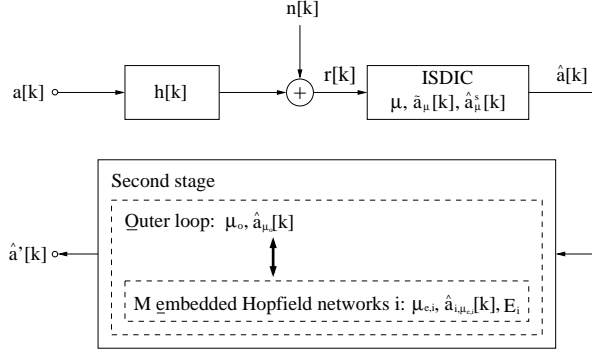 n[k]
a[k]
h[k]
+
r[k]
ISDIC
μ, ã_μ[k], â^s_μ[k]
â[k]
Second stage
Outer loop: μ_o, â_μ_o[k]
M embedded Hopfield networks i: μ_e,i, â_i,μ_e,i[k], E_i
â'[k]